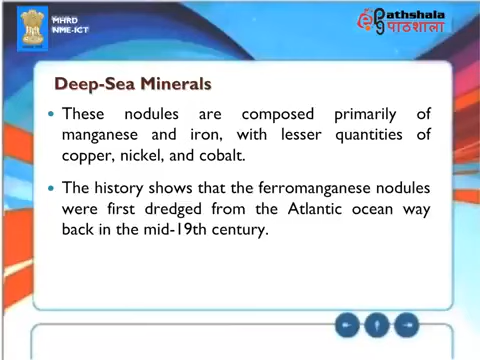 MHRD
NME-ICT
Pathshala
पाठशाला
Deep-Sea Minerals
These nodules are composed primarily of
manganese and iron, with lesser quantities of
copper, nickel, and cobalt.
The history shows that the ferromanganese nodules
were first dredged from the Atlantic ocean way
back in the mid-19th century.